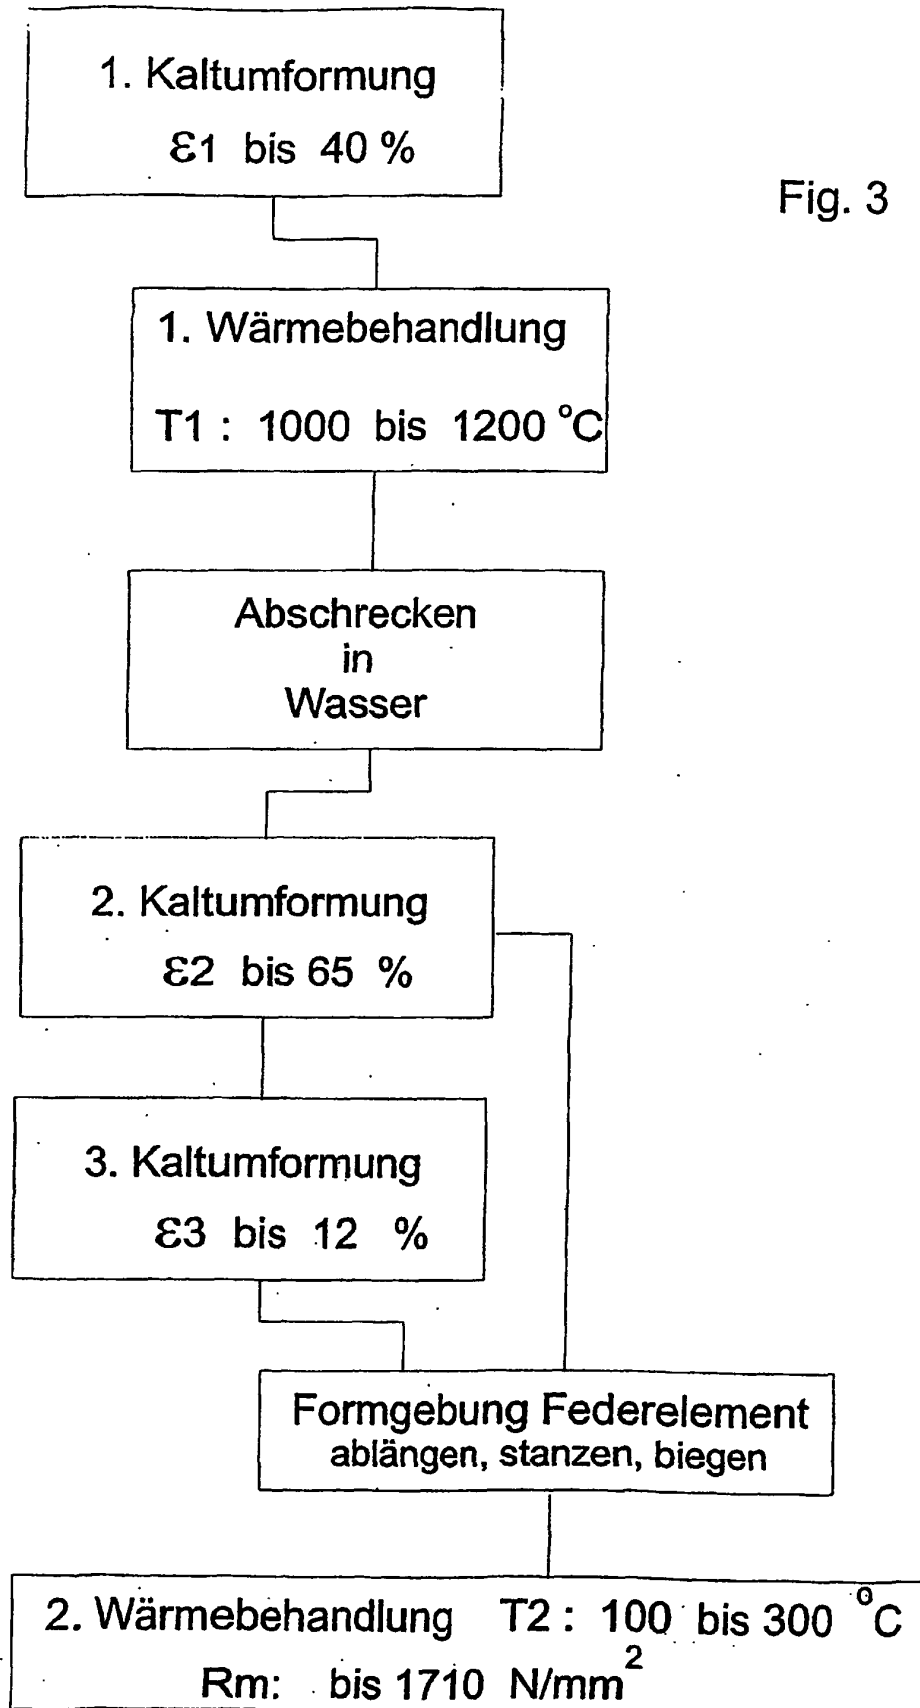 1. Kaltumformung
ε1 bis 40 %
Fig. 3
1. Wärmebehandlung
T1 : 1000 bis 1200 °C
Abschrecken
in
Wasser
2. Kaltumformung
ε2 bis 65 %
3. Kaltumformung
ε3 bis 12 %
Formgebung Federelement
ablängen, stanzen, biegen
2. Wärmebehandlung T2 : 100 bis 300 °C
Rm: bis 1710 N/mm²